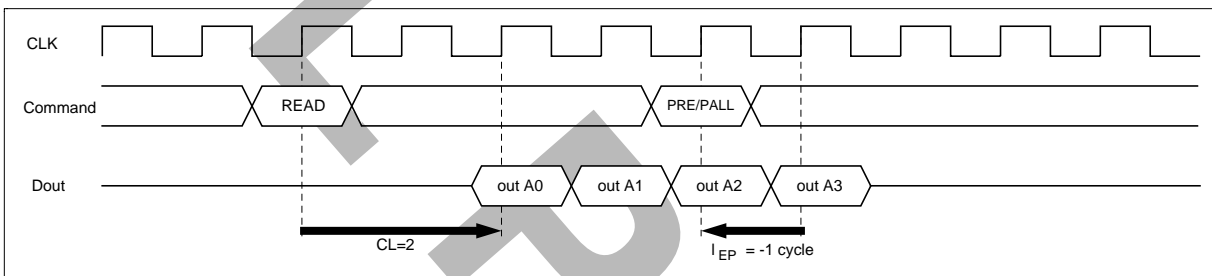 CLK
Command
READ
PRE/PALL
Dout
out A0
out A1
out A2
out A3
CL=2
l EP = -1 cycle